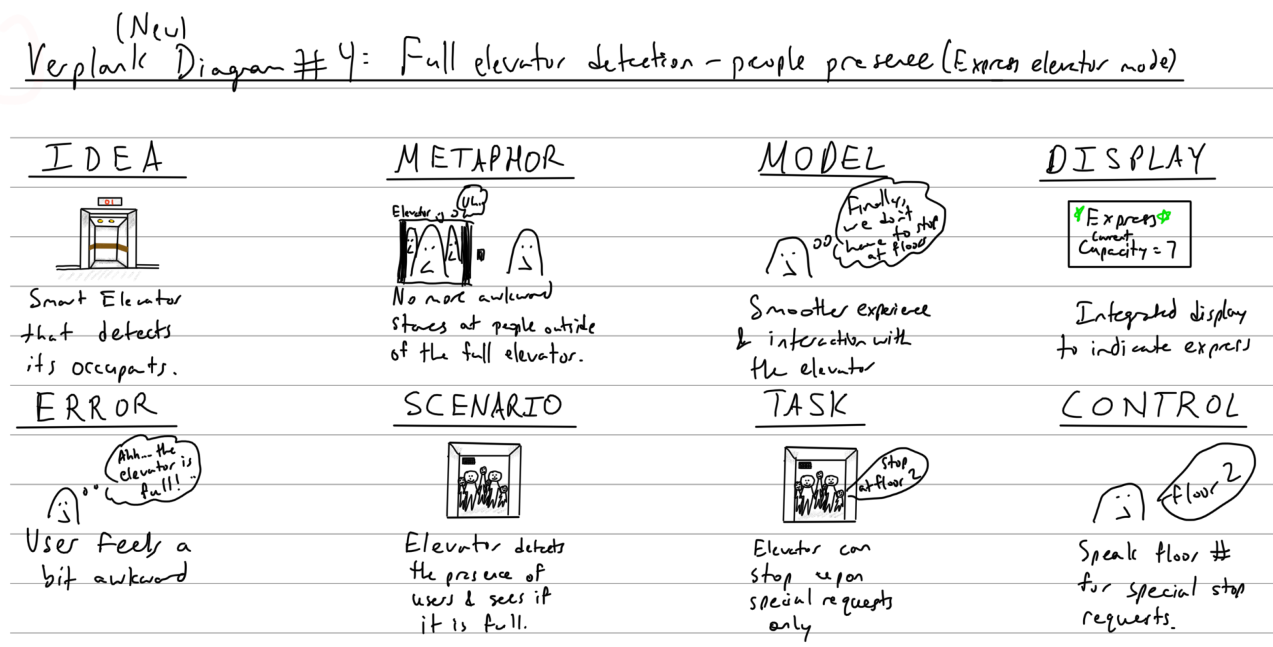 (New)
Verplank Diagram # 4: Full elevator detection - people presence (Express elevator mode)
IDEA
01
Smart Elevator
that detects
its occupants.
METAPHOR
Elevator
No more awkward
stares at people outside
of the full elevator.
MODEL
Finally,
we don't
have to stop
at floors
Smoother experience
& interaction with
the elevator
DISPLAY
*Express*
Current
Capacity = 7
Integrated display
to indicate express
ERROR
Ahh... the
elevator is
full!..
User feels a
bit awkward
SCENARIO
Elevator detects
the presence of
users & sees if
it is full.
TASK
Stop
at floor 2
Elevator can
stop upon
special requests
only
CONTROL
floor 2
Speak floor #
for special stop
requests.